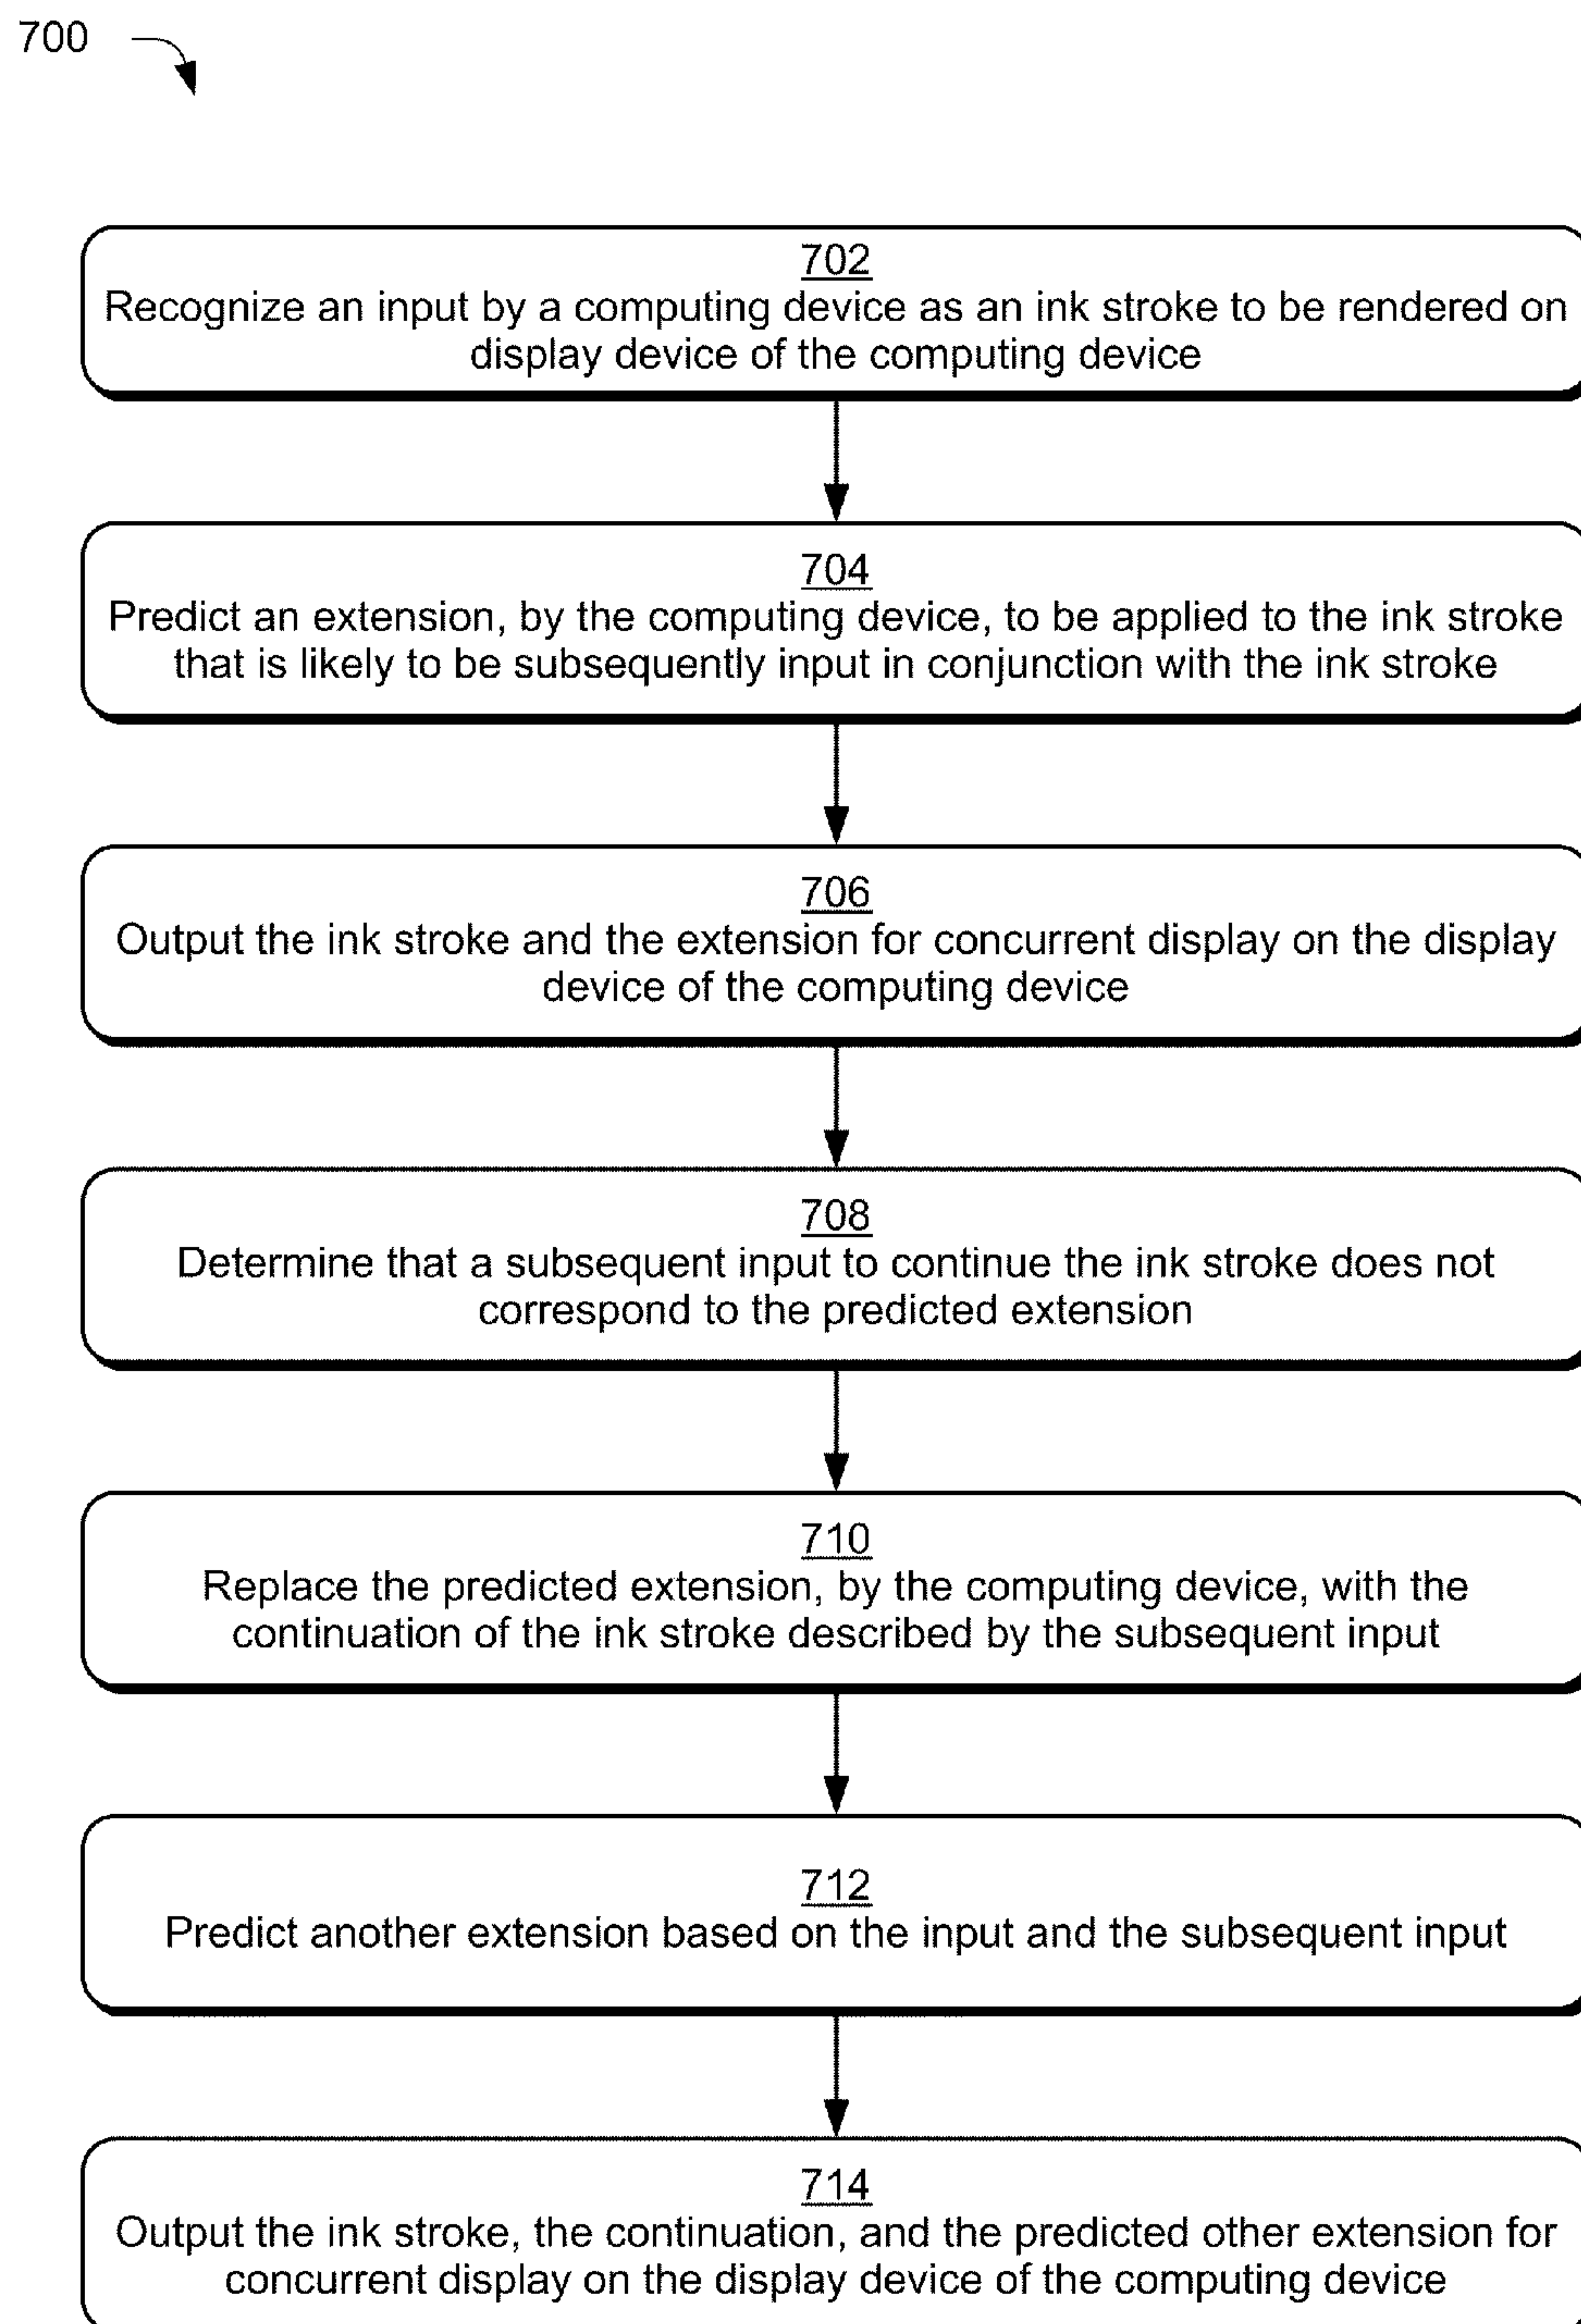 700
702
Recognize an input by a computing device as an ink stroke to be rendered on
display device of the computing device
704
Predict an extension, by the computing device, to be applied to the ink stroke
that is likely to be subsequently input in conjunction with the ink stroke
706
Output the ink stroke and the extension for concurrent display on the display
device of the computing device
708
Determine that a subsequent input to continue the ink stroke does not
correspond to the predicted extension
710
Replace the predicted extension, by the computing device, with the
continuation of the ink stroke described by the subsequent input
712
Predict another extension based on the input and the subsequent input
714
Output the ink stroke, the continuation, and the predicted other extension for
concurrent display on the display device of the computing device